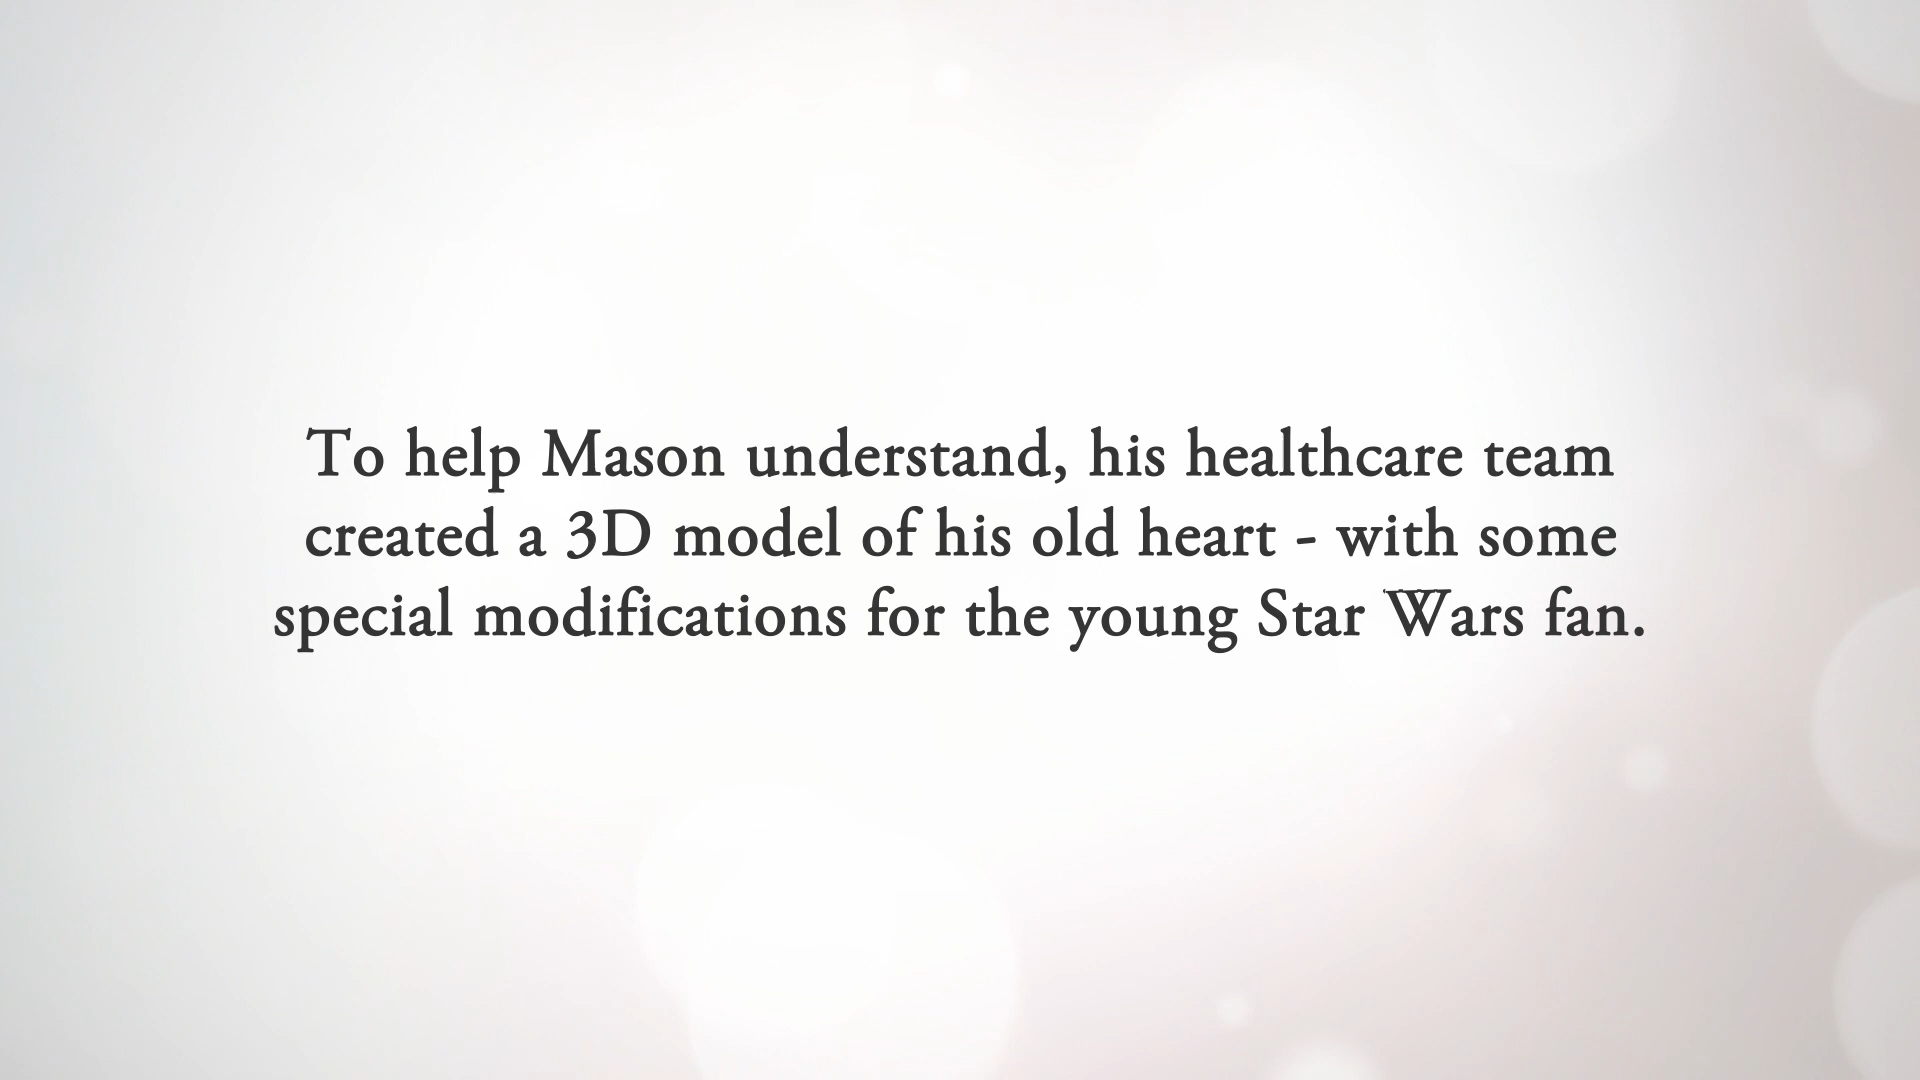 To help Mason understand, his healthcare team
created a 3D model of his old heart - with some
special modifications for the young Star Wars fan.